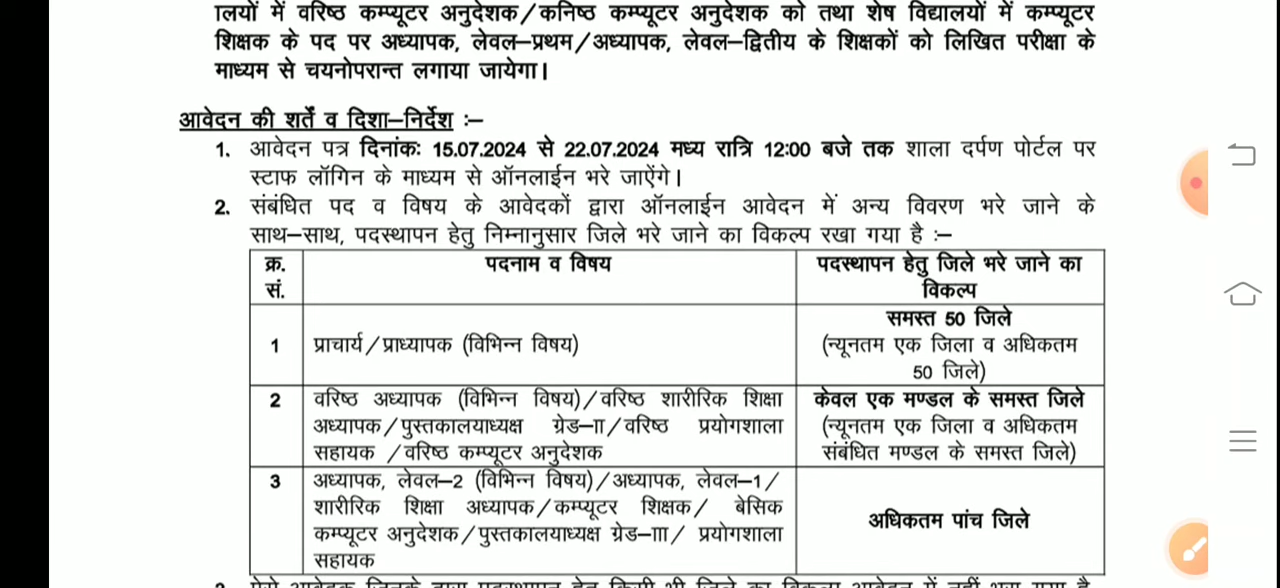 लयों में वरिष्ठ कम्प्यूटर अनुदेशक/कनिष्ठ कम्प्यूटर अनुदेशक को तथा शेष विद्यालयों में कम्प्यूटर
शिक्षक के पद पर अध्यापक, लेवल–प्रथम/अध्यापक, लेवल–द्वितीय के शिक्षकों को लिखित परीक्षा के
माध्यम से चयनोपरान्त लगाया जायेगा।
आवेदन की शर्तें व दिशा–निर्देश :–
1. आवेदन पत्र दिनांकः 15.07.2024 से 22.07.2024 मध्य रात्रि 12:00 बजे तक शाला दर्पण पोर्टल पर
स्टाफ लॉगिन के माध्यम से ऑनलाईन भरे जाऐंगे।
2. संबंधित पद व विषय के आवेदकों द्वारा ऑनलाईन आवेदन में अन्य विवरण भरे जाने के
साथ–साथ, पदस्थापन हेतु निम्नानुसार जिले भरे जाने का विकल्प रखा गया है :–
क्र. सं.
पदनाम व विषय
पदस्थापन हेतु जिले भरे जाने का
विकल्प
1
प्राचार्य/प्राध्यापक (विभिन्न विषय)
समस्त 50 जिले
(न्यूनतम एक जिला व अधिकतम
50 जिले)
2
वरिष्ठ अध्यापक (विभिन्न विषय)/वरिष्ठ शारीरिक शिक्षा
अध्यापक/पुस्तकालयाध्यक्ष ग्रेड–II/वरिष्ठ प्रयोगशाला
सहायक /वरिष्ठ कम्प्यूटर अनुदेशक
केवल एक मण्डल के समस्त जिले
(न्यूनतम एक जिला व अधिकतम
संबंधित मण्डल के समस्त जिले)
3
अध्यापक, लेवल–2 (विभिन्न विषय)/अध्यापक, लेवल–1/
शारीरिक शिक्षा अध्यापक/कम्प्यूटर शिक्षक/ बेसिक
कम्प्यूटर अनुदेशक/पुस्तकालयाध्यक्ष ग्रेड–III/ प्रयोगशाला
सहायक
अधिकतम पांच जिले